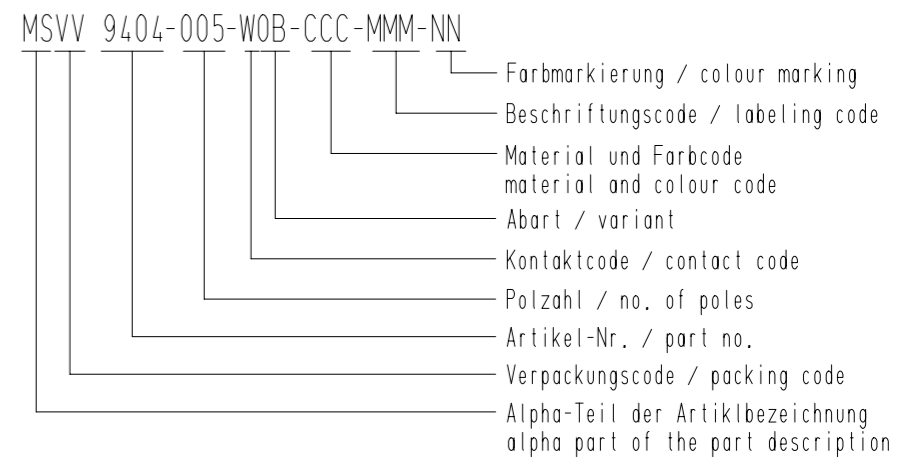 MSVV 9404-005-W0B-CCC-MMM-NN
Farbmarkierung / colour marking
Beschriftungscode / labeling code
Material und Farbcode
material and colour code
Abart / variant
Kontaktcode / contact code
Polzahl / no. of poles
Artikel-Nr. / part no.
Verpackungscode / packing code
Alpha-Teil der Artiklbezeichnung
alpha part of the part description